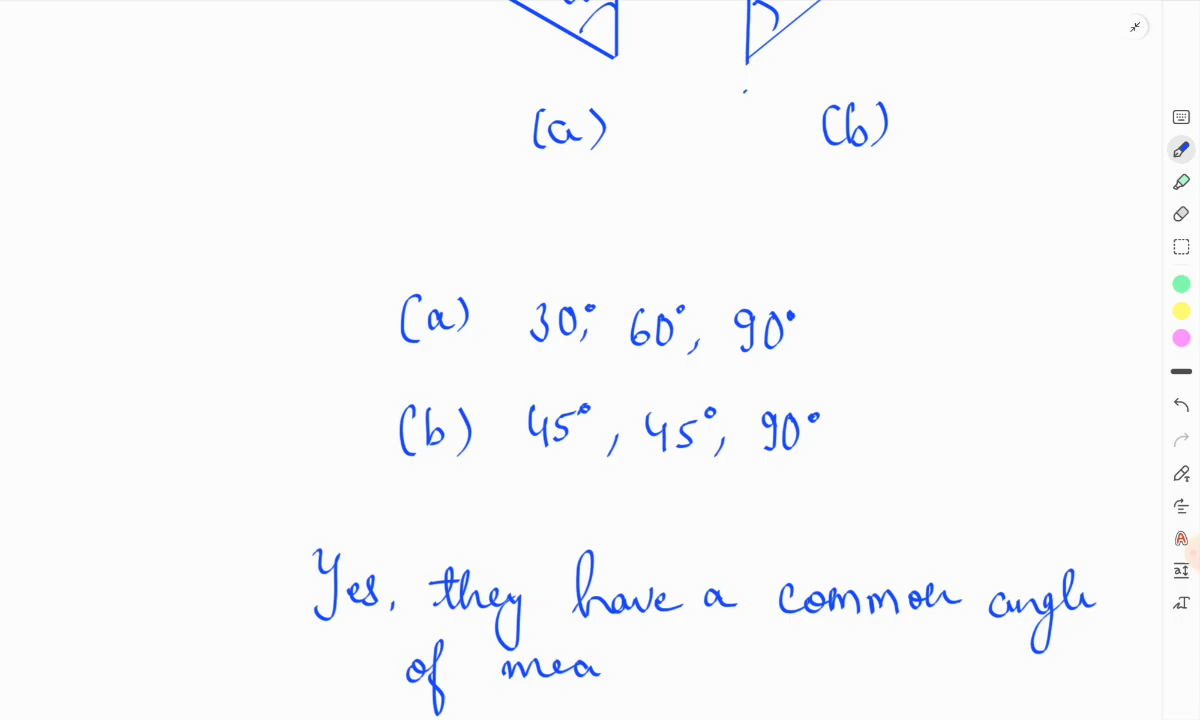 (a) (b)
(a) 30°, 60°, 90°
(b) 45°, 45°, 90°
Yes, they have a common angle
of mea